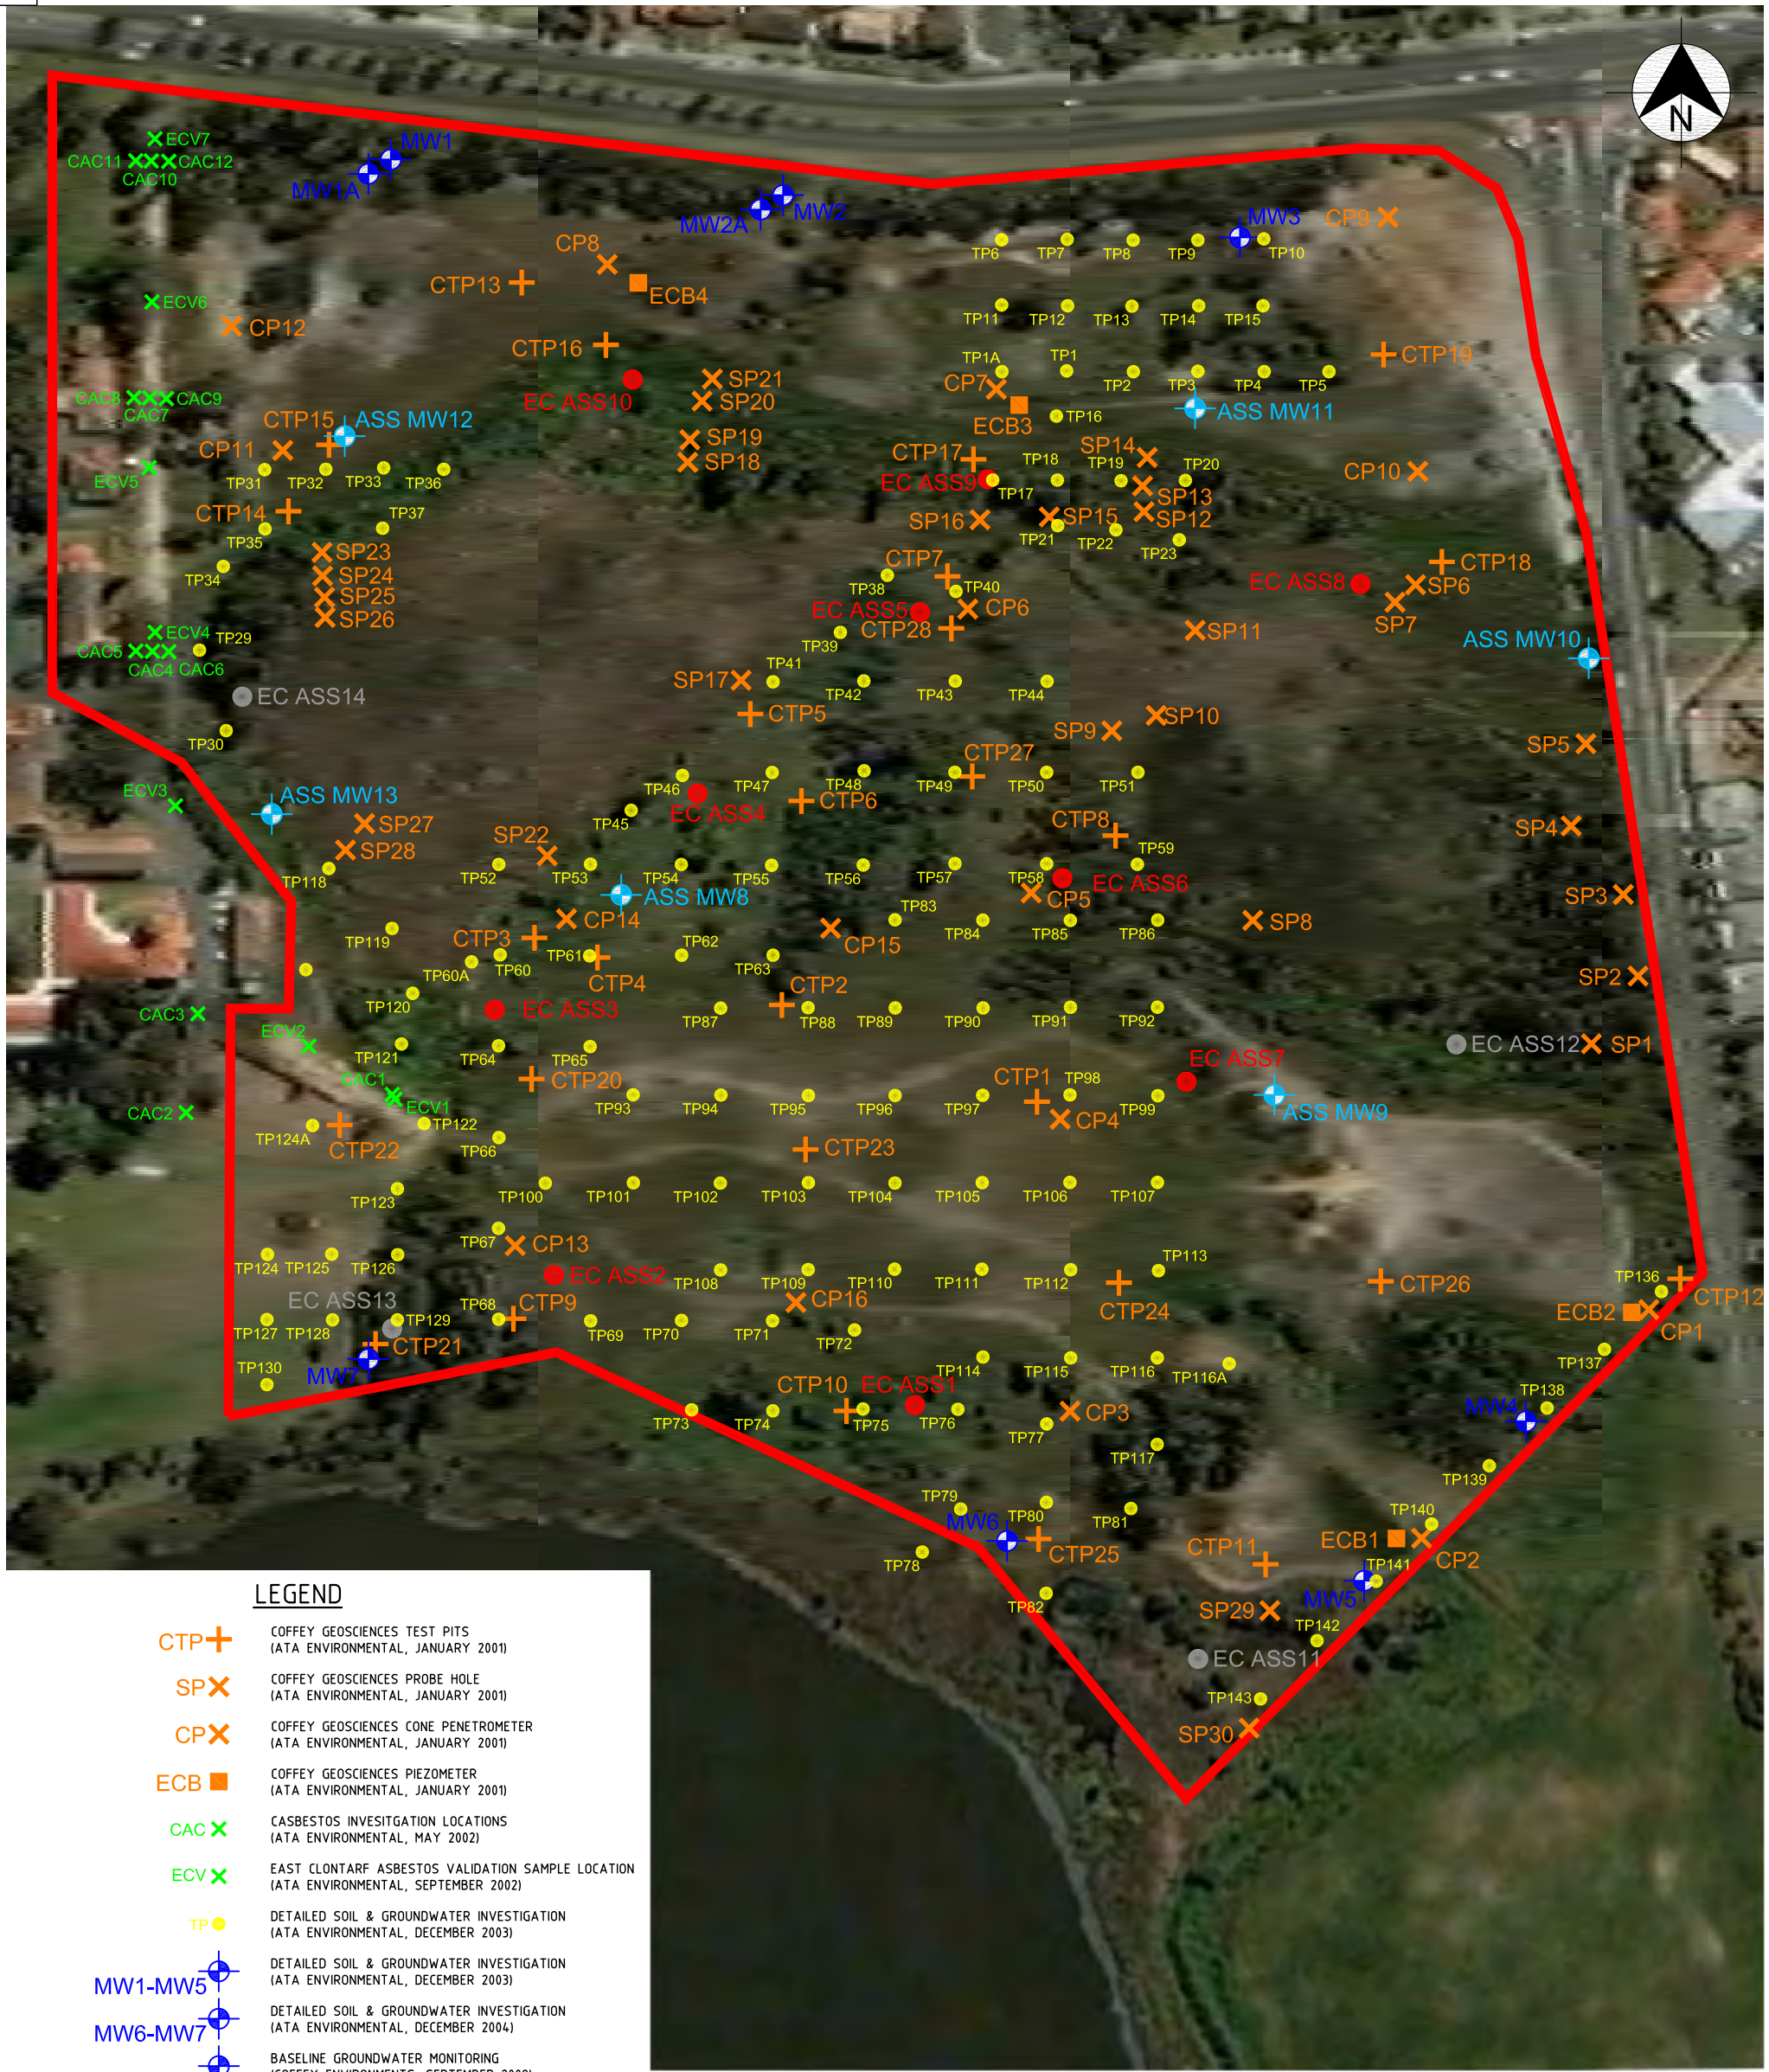 N
ECV7
MW1
CAC11
CAC12
CAC10
MW1A
MW2
MW2A
MW3
CP9
TP6
TP7
TP8
TP9
TP10
CP8
CTP13
ECB4
ECV6
CP12
TP11
TP12
TP13
TP14
TP15
CTP16
CTP19
TP1A
TP1
SP21
CP7
TP2
TP3
TP4
TP5
EC ASS10
SP20
CAC8
CAC9
CAC7
CTP15
ASS MW12
ECB3
TP16
ASS MW11
SP19
CP11
SP18
CTP17
TP18
SP14
CP10
ECV5
TP31
TP32
TP33
TP36
EC ASS9
TP17
TP19
TP20
SP13
CTP14
TP37
SP16
SP15
SP12
TP35
TP21
TP22
TP23
SP23
CTP7
CTP18
TP34
SP24
TP38
TP40
EC ASS8
SP6
SP25
EC ASS5
CP6
SP7
SP26
CTP28
SP11
ECV4
TP29
TP39
ASS MW10
CAC5
CAC4
CAC6
TP41
SP17
TP42
TP43
TP44
EC ASS14
CTP5
SP10
TP30
SP9
SP5
CTP27
ECV3
TP46
TP47
TP48
TP49
TP50
TP51
ASS MW13
CTP6
EC ASS4
SP27
TP45
CTP8
SP4
SP28
SP22
TP59
TP118
TP52
TP53
TP54
TP55
TP56
TP57
TP58
EC ASS6
ASS MW8
CP5
SP3
TP83
CP14
TP84
TP85
TP86
SP8
TP119
CTP3
TP62
CP15
TP60A
TP60
TP61
TP63
CTP4
SP2
TP120
CAC3
EC ASS3
CTP2
TP87
TP88
TP89
TP90
TP91
TP92
ECV2
TP121
TP64
TP65
EC ASS12
SP1
EC ASS7
CAC1
CTP20
CTP1
TP98
ECV1
TP93
TP94
TP95
TP96
TP97
TP99
CAC2
CP4
ASS MW9
TP124A
CTP22
TP122
TP66
CTP23
TP123
TP100
TP101
TP102
TP103
TP104
TP105
TP106
TP107
TP67
CP13
TP124
TP125
TP126
TP113
EC ASS2
TP108
TP109
TP110
TP111
TP112
CTP26
TP136
CTP12
EC ASS13
TP68
CTP9
CP16
CTP24
ECB2
CP1
TP127
TP128
TP129
TP69
TP70
TP71
TP72
CTP21
TP130
MW7
TP114
TP115
TP116
TP116A
TP137
CTP10
EC ASS1
TP138
TP73
TP74
TP75
TP76
CP3
MW4
TP77
TP117
TP139
TP79
TP80
TP81
TP140
MW6
CTP25
ECB1
CP2
TP78
CTP11
TP141
TP82
MW5
SP29
TP142
EC ASS11
TP143
SP30
LEGEND
CTP COFFEY GEOSCIENCES TEST PITS
(ATA ENVIRONMENTAL, JANUARY 2001)
SP COFFEY GEOSCIENCES PROBE HOLE
(ATA ENVIRONMENTAL, JANUARY 2001)
CP COFFEY GEOSCIENCES CONE PENETROMETER
(ATA ENVIRONMENTAL, JANUARY 2001)
ECB COFFEY GEOSCIENCES PIEZOMETER
(ATA ENVIRONMENTAL, JANUARY 2001)
CAC CASBESTOS INVESITGATION LOCATIONS
(ATA ENVIRONMENTAL, MAY 2002)
ECV EAST CLONTARF ASBESTOS VALIDATION SAMPLE LOCATION
(ATA ENVIRONMENTAL, SEPTEMBER 2002)
TP DETAILED SOIL & GROUNDWATER INVESTIGATION
(ATA ENVIRONMENTAL, DECEMBER 2003)
MW1-MW5 DETAILED SOIL & GROUNDWATER INVESTIGATION
(ATA ENVIRONMENTAL, DECEMBER 2003)
MW6-MW7 DETAILED SOIL & GROUNDWATER INVESTIGATION
(ATA ENVIRONMENTAL, DECEMBER 2004)
BASELINE GROUNDWATER MONITORING